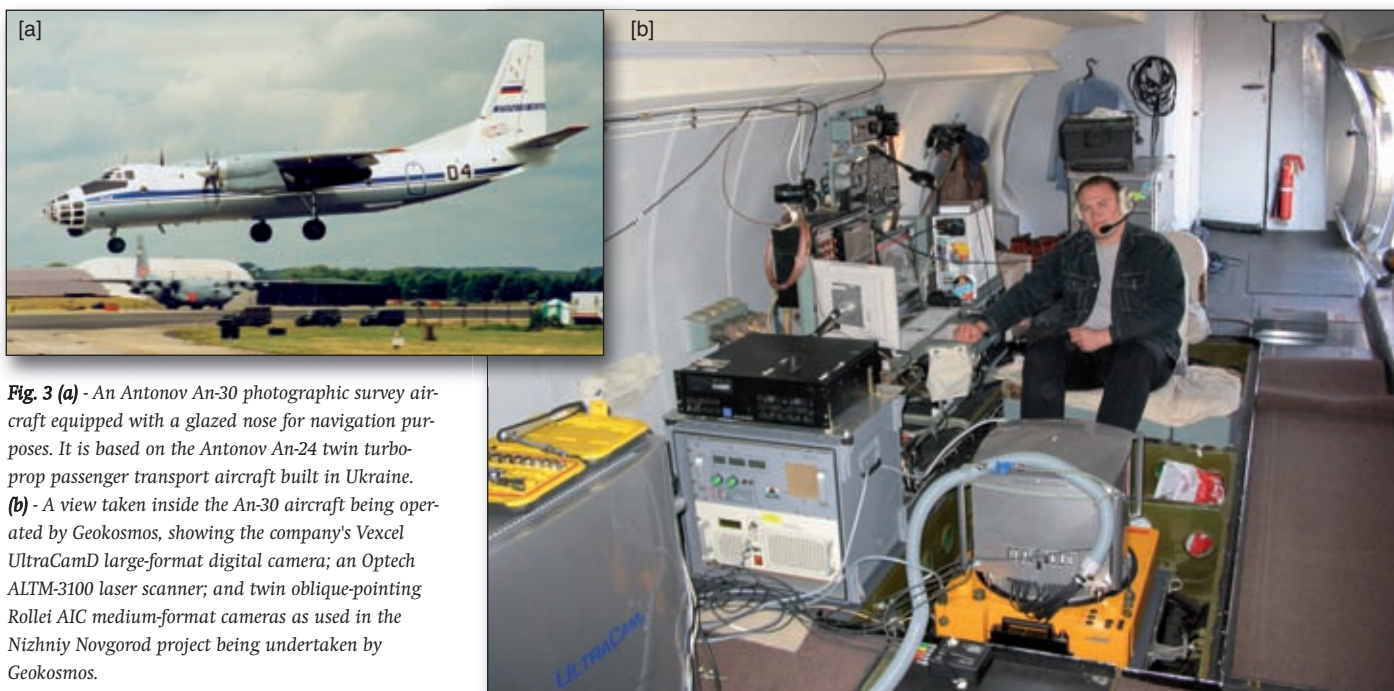 [a]
[b]
04
ULTRACAM
Fig. 3 (a) - An Antonov An-30 photographic survey air-
craft equipped with a glazed nose for navigation pur-
poses. It is based on the Antonov An-24 twin turbo-
prop passenger transport aircraft built in Ukraine.
(b) - A view taken inside the An-30 aircraft being oper-
ated by Geokosmos, showing the company's Vexcel
UltraCamD large-format digital camera; an Optech
ALTM-3100 laser scanner; and twin oblique-pointing
Rollei AIC medium-format cameras as used in the
Nizhniy Novgorod project being undertaken by
Geokosmos.